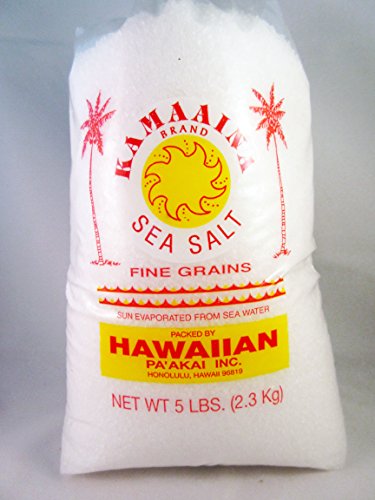 KAMAAINA
BRAND
SEA SALT
FINE GRAINS
SUN EVAPORATED FROM SEA WATER
PACKED BY
HAWAIIAN
PA'AKAI INC.
HONOLULU, HAWAII 96819
NET WT 5 LBS. (2.3 Kg)